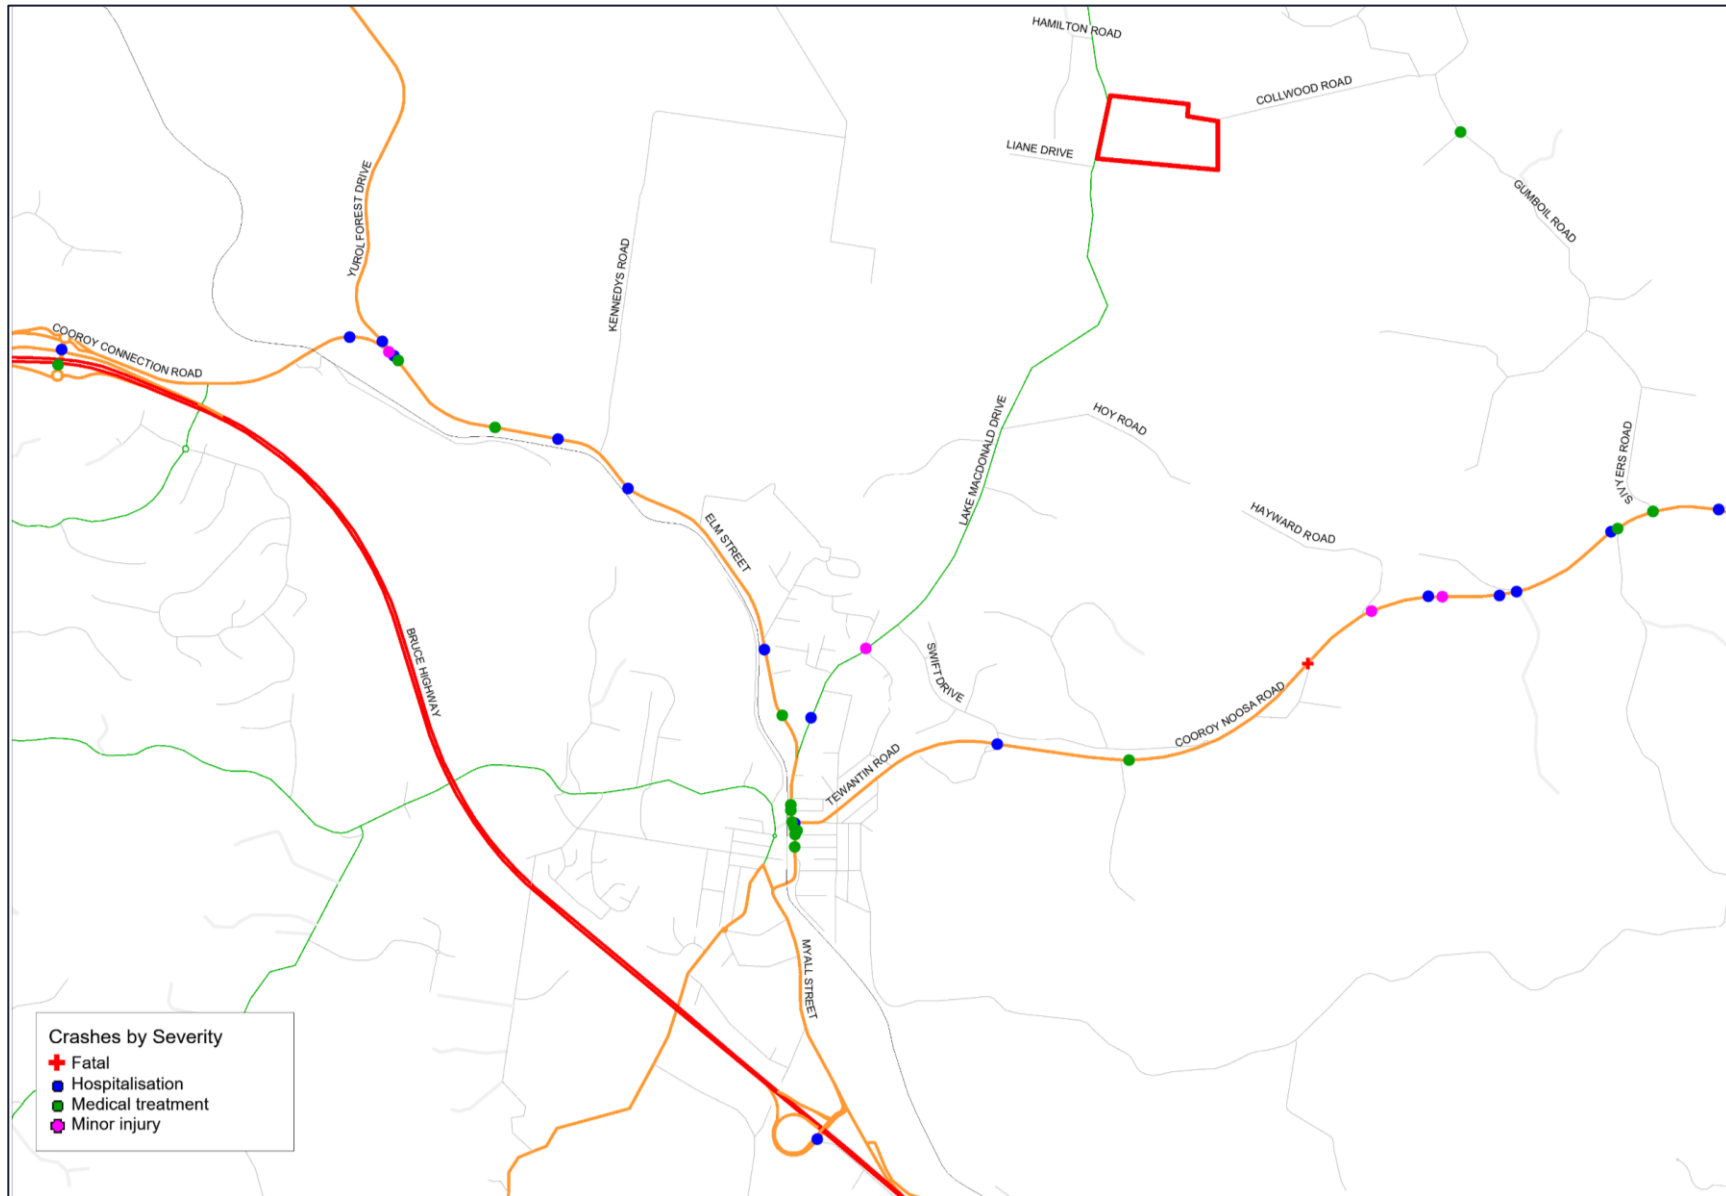 HAMILTON ROAD
COLLWOOD ROAD
LIANE DRIVE
YUROL FOREST DRIVE
GUMBOIL ROAD
KENNEDYS ROAD
COOROY CONNECTION ROAD
HOY ROAD
LAKE MACDONALD DRIVE
SIVYERS ROAD
HAYWARD ROAD
ELM STREET
BRUCE HIGHWAY
SWIFT DRIVE
COOROY NOOSA ROAD
TEWANTIN ROAD
MYALL STREET
Crashes by Severity
Fatal
Hospitalisation
Medical treatment
Minor injury